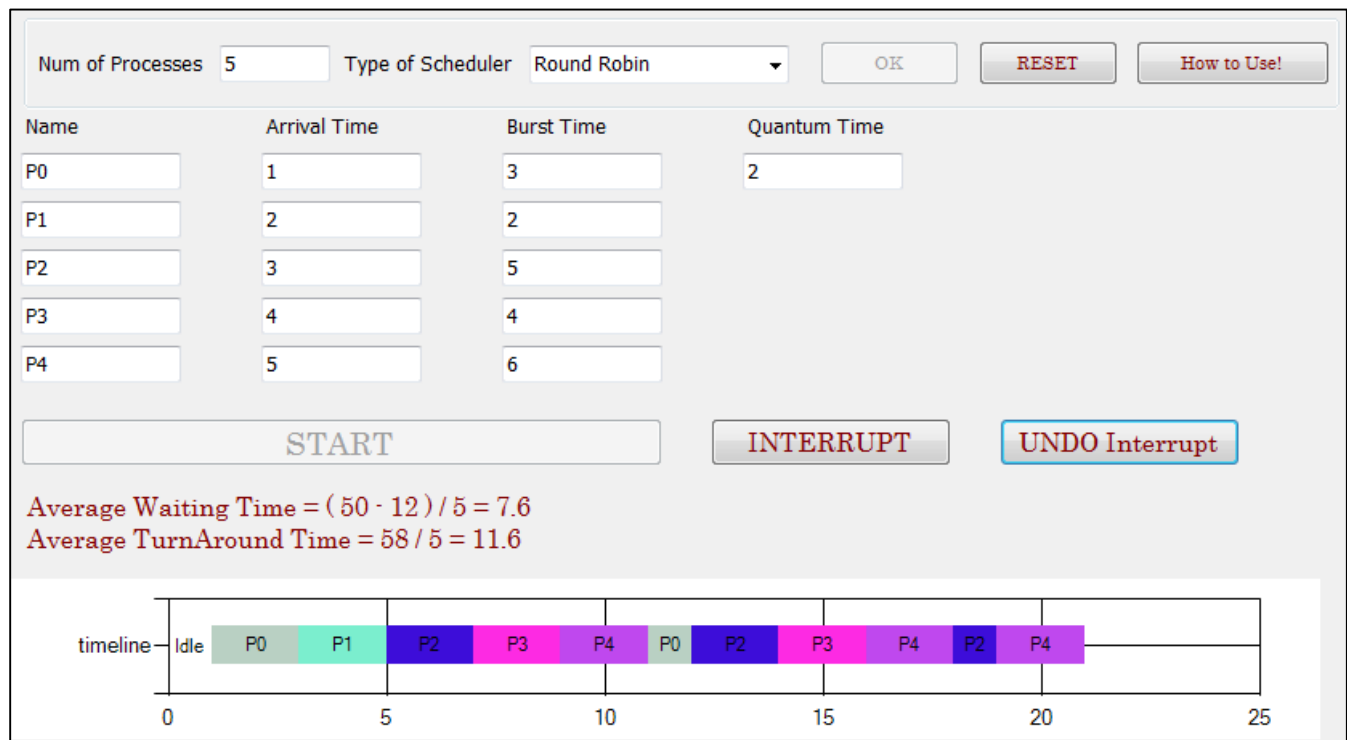 Num of Processes 5 Type of Scheduler Round Robin OK RESET How to Use!
Name Arrival Time Burst Time Quantum Time
P0 1 3 2
P1 2 2
P2 3 5
P3 4 4
P4 5 6
START INTERRUPT UNDO Interrupt
Average Waiting Time = ( 50 - 12 ) / 5 = 7.6
Average TurnAround Time = 58 / 5 = 11.6
timeline Idle P0 P1 P2 P3 P4 P0 P2 P3 P4 P2 P4
0 5 10 15 20 25